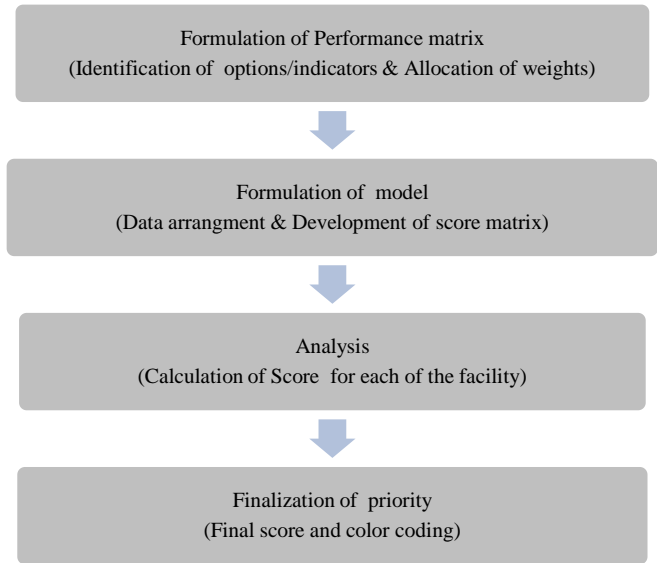 Formulation of Performance matrix
(Identification of options/indicators & Allocation of weights)
Formulation of model
(Data arrangment & Development of score matrix)
Analysis
(Calculation of Score for each of the facility)
Finalization of priority
(Final score and color coding)